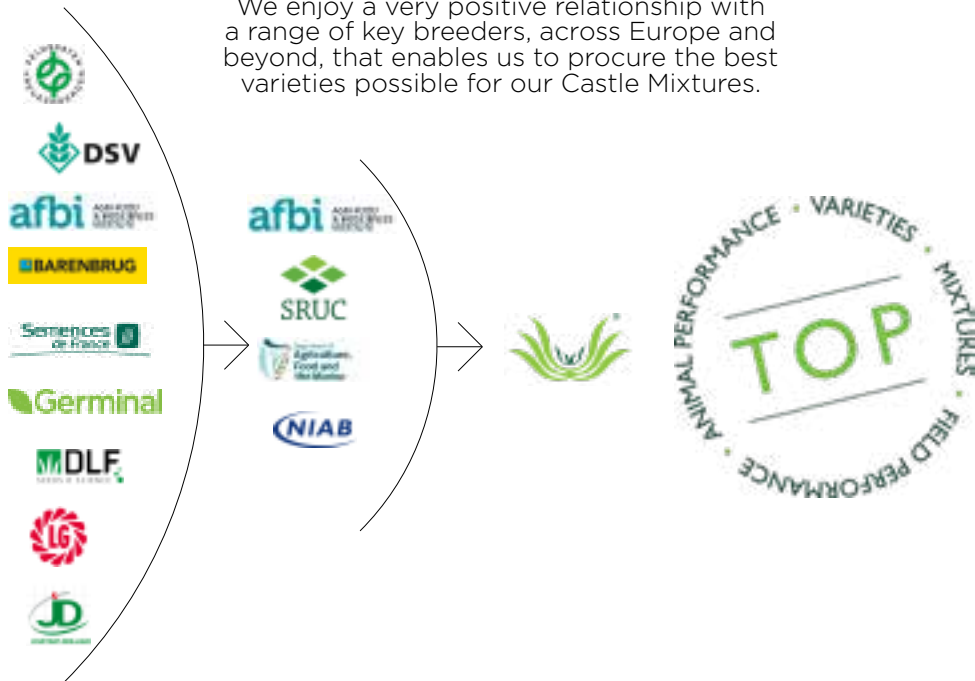 We enjoy a very positive relationship with
a range of key breeders, across Europe and
beyond, that enables us to procure the best
varieties possible for our Castle Mixtures.
DSV
afbi
BARENBRUG
Semences
de France
Germinal
DLF
SEEDS & SCIENCE
LG
JD
afbi
SRUC
Agriculture,
Food and
the Marine
NIAB
®
TOP
VARIETIES • MIXTURES • FIELD PERFORMANCE • ANIMAL PERFORMANCE •